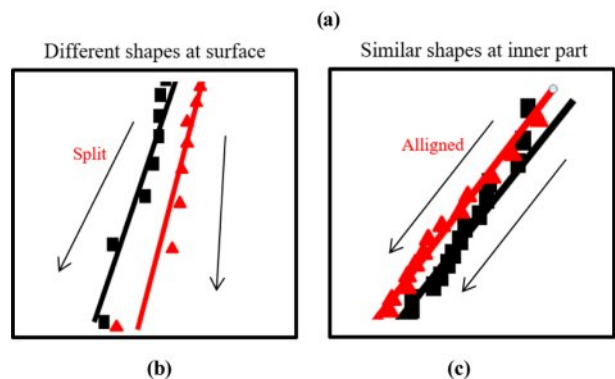 (a)
Different shapes at surface
Similar shapes at inner part
Split
Alligned
(b)
(c)